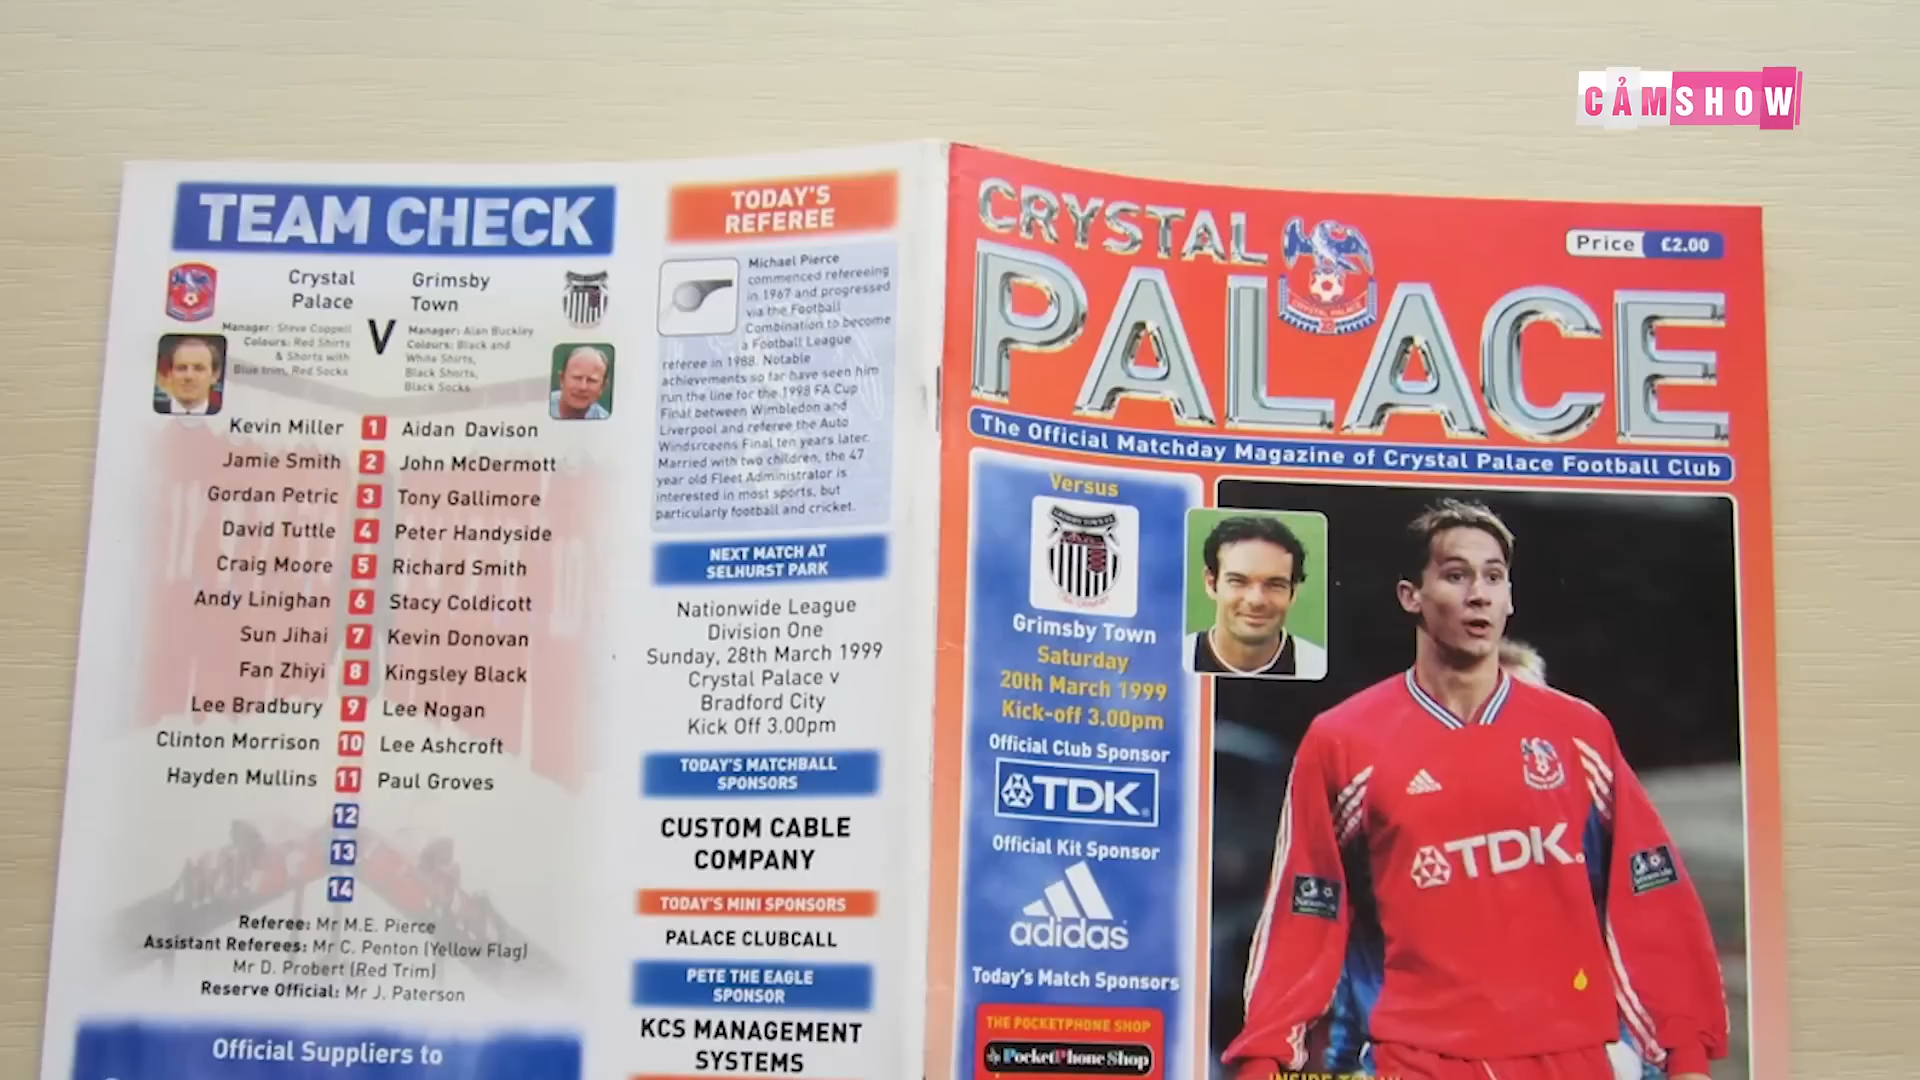 CẢMSHOW
TEAM CHECK
Crystal
Palace
V
Grimsby
Town
Manager: Steve Coppell
Colours: Red Shirts
& Shorts with
Blue trim, Red Socks
Manager: Alan Buckley
Colours: Black and
White Shirts,
Black Shorts,
Black Socks
Kevin Miller 1 Aidan Davison
Jamie Smith 2 John McDermott
Gordan Petric 3 Tony Gallimore
David Tuttle 4 Peter Handyside
Craig Moore 5 Richard Smith
Andy Linighan 6 Stacy Coldicott
Sun Jihai 7 Kevin Donovan
Fan Zhiyi 8 Kingsley Black
Lee Bradbury 9 Lee Nogan
Clinton Morrison 10 Lee Ashcroft
Hayden Mullins 11 Paul Groves
12
13
14
Referee: Mr M.E. Pierce
Assistant Referees: Mr C. Penton (Yellow Flag)
Mr D. Probert (Red Trim)
Reserve Official: Mr J. Paterson
Official Suppliers to
TODAY'S
REFEREE
Michael Pierce
commenced refereeing
in 1967 and progressed
via the Football
Combination to become
a Football League
referee in 1988. Notable
achievements so far have seen him
run the line for the 1998 FA Cup
Final between Wimbledon and
Liverpool and referee the Auto
Windsrceens Final ten years later.
Married with two children, the 47
year old Fleet Administrator is
interested in most sports, but
particularly football and cricket.
NEXT MATCH AT
SELHURST PARK
Nationwide League
Division One
Sunday, 28th March 1999
Crystal Palace v
Bradford City
Kick Off 3.00pm
TODAY'S MATCHBALL
SPONSORS
CUSTOM CABLE
COMPANY
TODAY'S MINI SPONSORS
PALACE CLUBCALL
PETE THE EAGLE
SPONSOR
KCS MANAGEMENT
SYSTEMS
CRYSTAL
PALACE
CRYSTAL PALACE
Price £2.00
The Official Matchday Magazine of Crystal Palace Football Club
Versus
Grimsby Town
Saturday
20th March 1999
Kick-off 3.00pm
Official Club Sponsor
TDK
Official Kit Sponsor
adidas
Today's Match Sponsors
THE POCKETPHONE SHOP
PocketPhone Shop
adidas
TDK
Nationwide